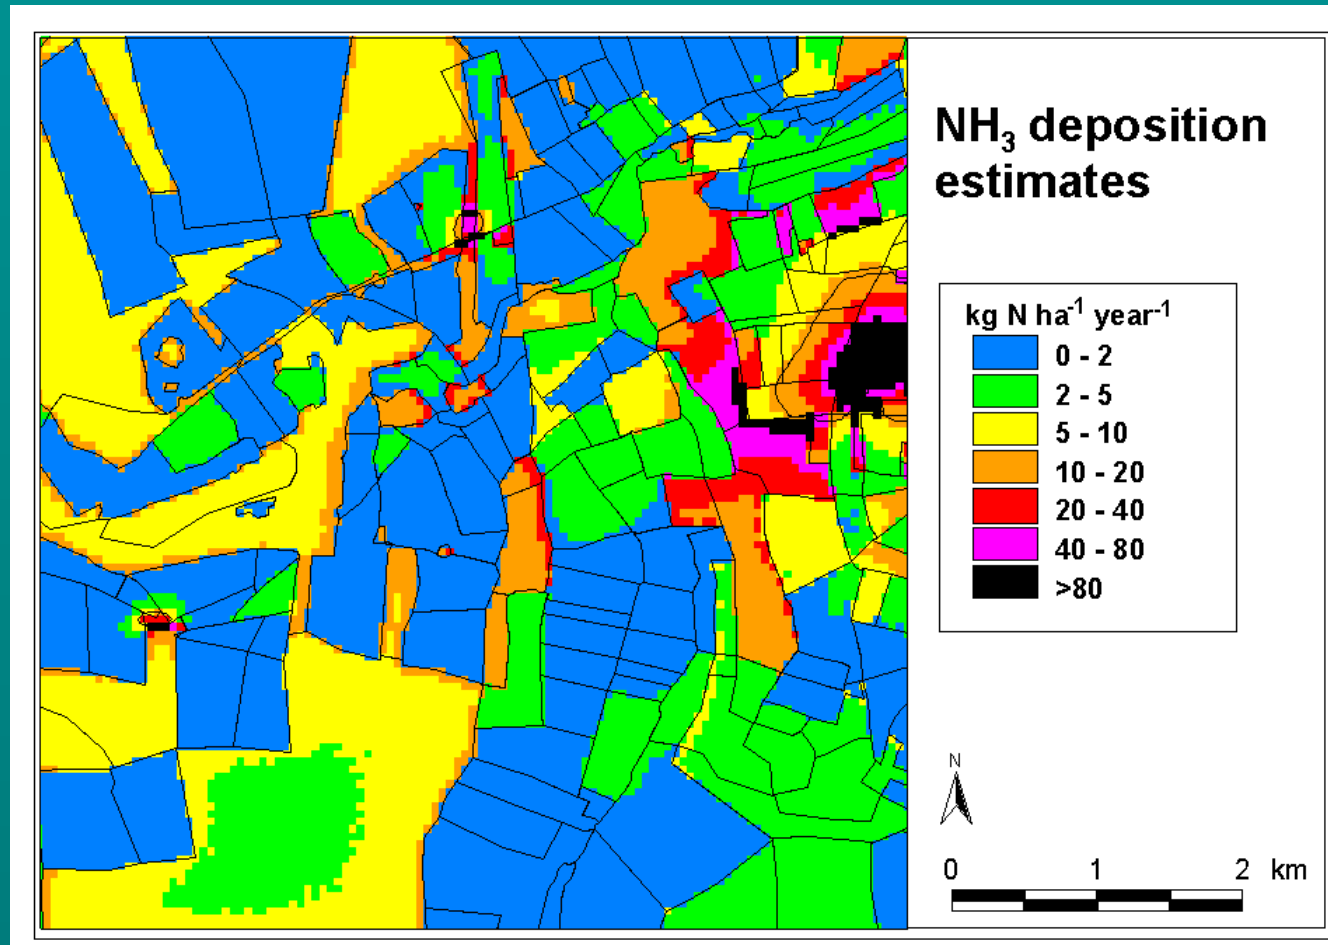 NH₃ deposition
estimates
kg N ha⁻¹ year⁻¹
0 - 2
2 - 5
5 - 10
10 - 20
20 - 40
40 - 80
>80
N
0 1 2 km